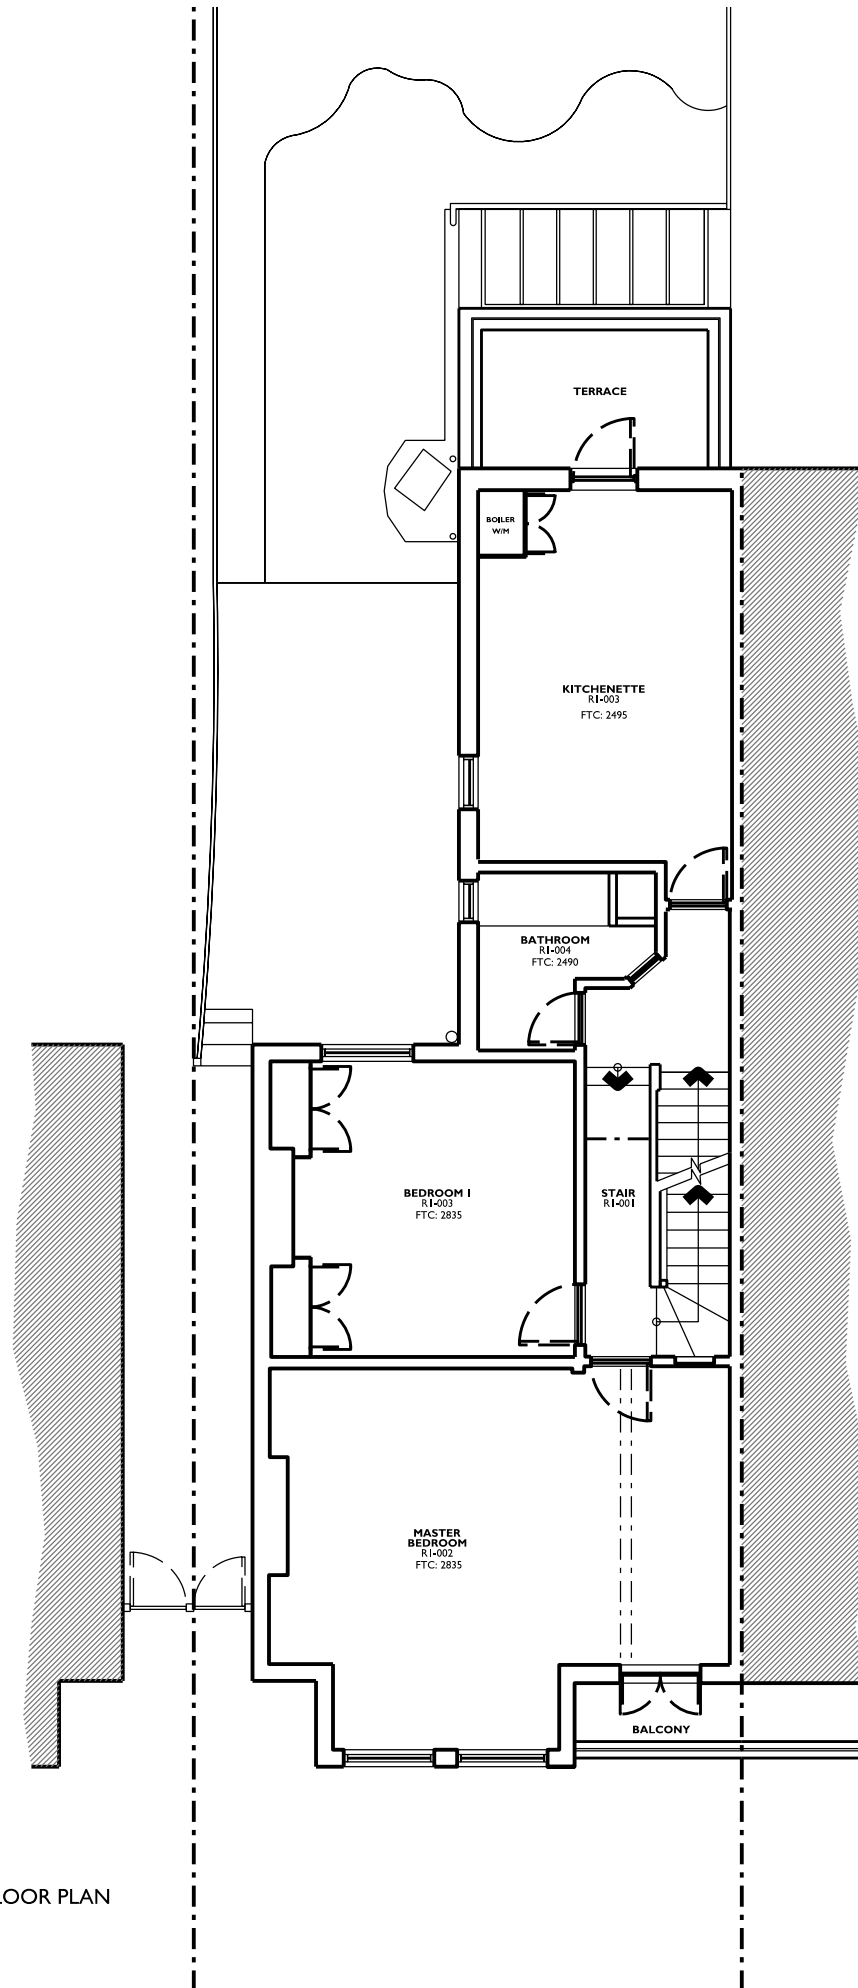 TERRACE
BOILER
W/M
KITCHENETTE
R1-003
FTC: 2495
BATHROOM
R1-004
FTC: 2490
BEDROOM 1
R1-003
FTC: 2835
STAIR
R1-001
MASTER
BEDROOM
R1-002
FTC: 2835
BALCONY
LOOR PLAN